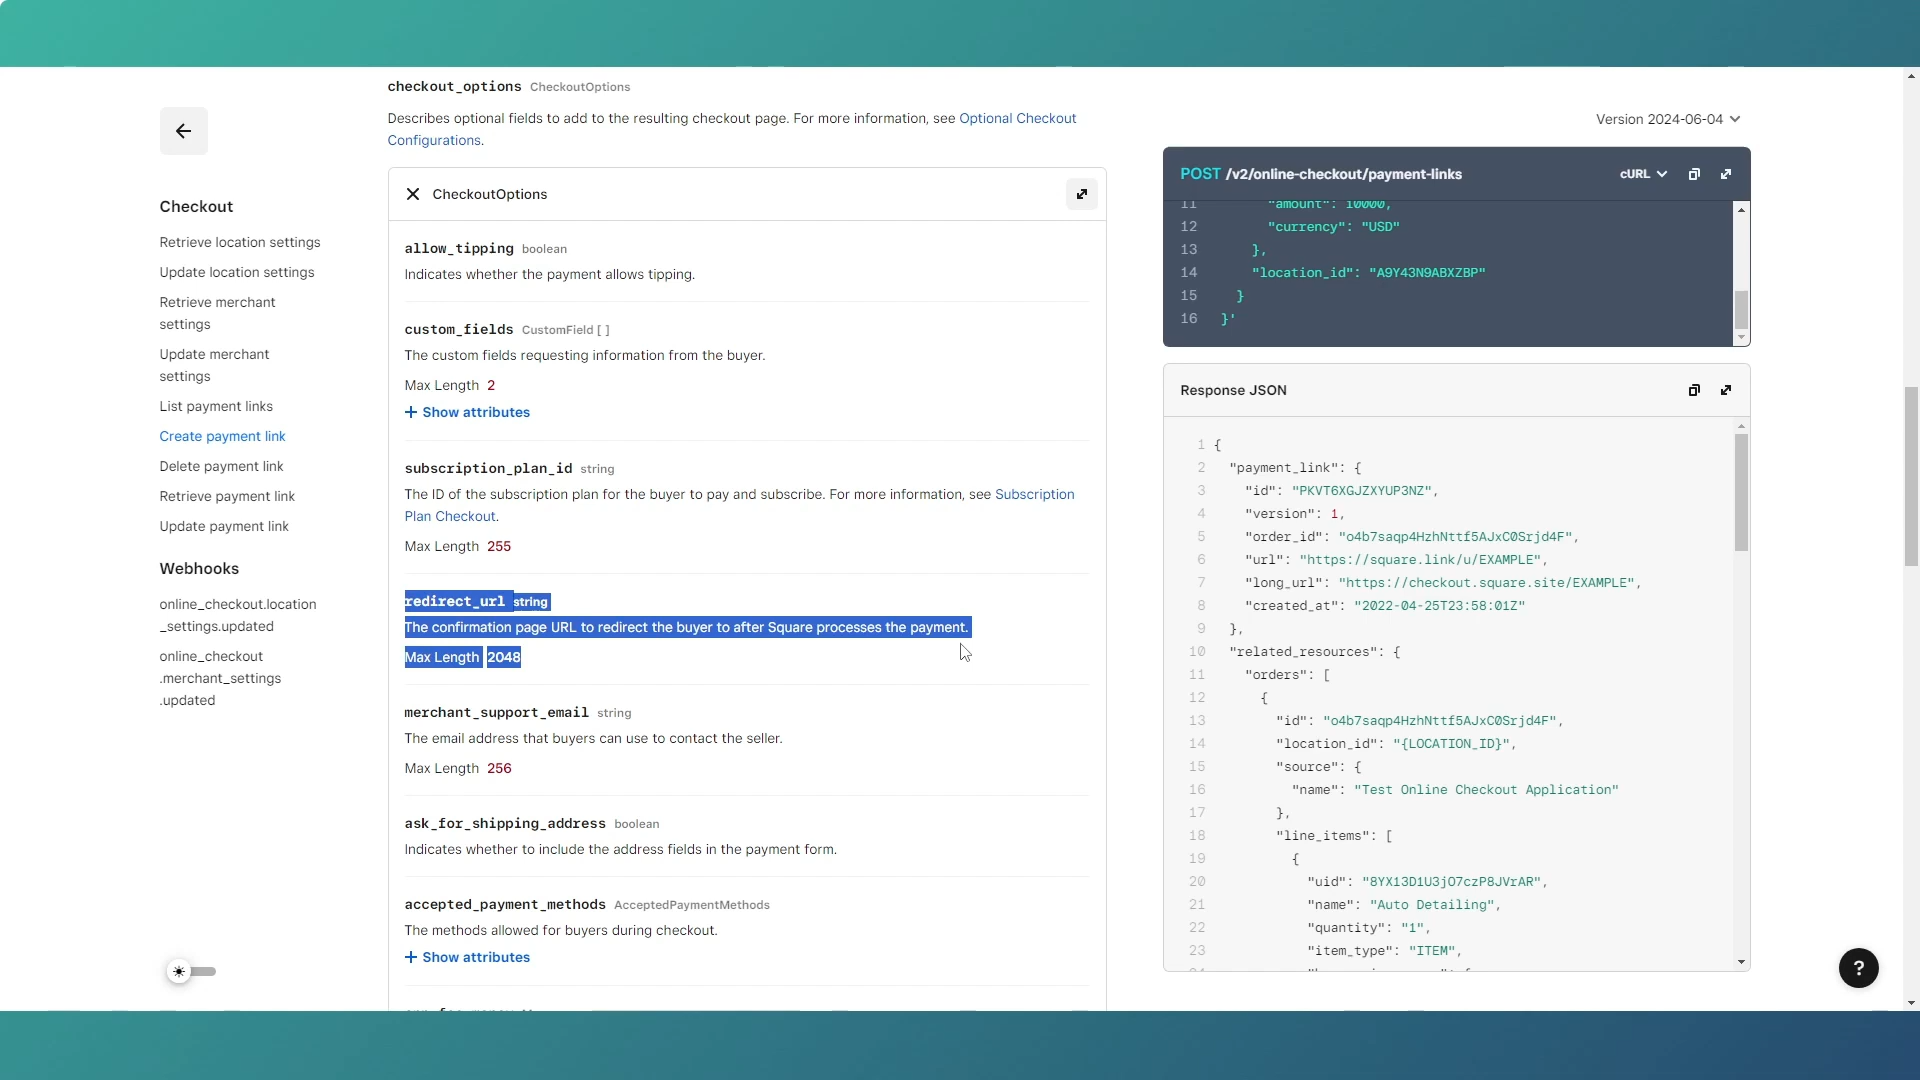 checkout_options CheckoutOptions
Describes optional fields to add to the resulting checkout page. For more information, see Optional Checkout
Configurations.
Version 2024-06-04
Checkout
Retrieve location settings
Update location settings
Retrieve merchant
settings
Update merchant
settings
List payment links
Create payment link
Delete payment link
Retrieve payment link
Update payment link
Webhooks
online_checkout.location
_settings.updated
online_checkout
.merchant_settings
.updated
CheckoutOptions
allow_tipping boolean
Indicates whether the payment allows tipping.
custom_fields CustomField [ ]
The custom fields requesting information from the buyer.
Max Length 2
+ Show attributes
subscription_plan_id string
The ID of the subscription plan for the buyer to pay and subscribe. For more information, see Subscription
Plan Checkout.
Max Length 255
redirect_url string
The confirmation page URL to redirect the buyer to after Square processes the payment.
Max Length 2048
merchant_support_email string
The email address that buyers can use to contact the seller.
Max Length 256
ask_for_shipping_address boolean
Indicates whether to include the address fields in the payment form.
accepted_payment_methods AcceptedPaymentMethods
The methods allowed for buyers during checkout.
+ Show attributes
POST /v2/online-checkout/payment-links
cURL
11 "amount": 10000,
12 "currency": "USD"
13 },
14 "location_id": "A9Y43N9ABXZBP"
15 }
16 }'
Response JSON
1 {
2 "payment_link": {
3 "id": "PKVT6XGJZXYUP3NZ",
4 "version": 1,
5 "order_id": "o4b7saqp4HzhNttf5AJxC0Srjd4F",
6 "url": "https://square.link/u/EXAMPLE",
7 "long_url": "https://checkout.square.site/EXAMPLE",
8 "created_at": "2022-04-25T23:58:01Z"
9 },
10 "related_resources": {
11 "orders": [
12 {
13 "id": "o4b7saqp4HzhNttf5AJxC0Srjd4F",
14 "location_id": "{LOCATION_ID}",
15 "source": {
16 "name": "Test Online Checkout Application"
17 },
18 "line_items": [
19 {
20 "uid": "8YX13D1U3jO7czP8JVrAR",
21 "name": "Auto Detailing",
22 "quantity": "1",
23 "item_type": "ITEM",
?